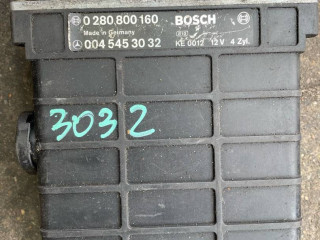 0 280 800 160 BOSCH
Made in Germany
004 545 30 32 KE 0012 12 V 4 Zyl.
3032